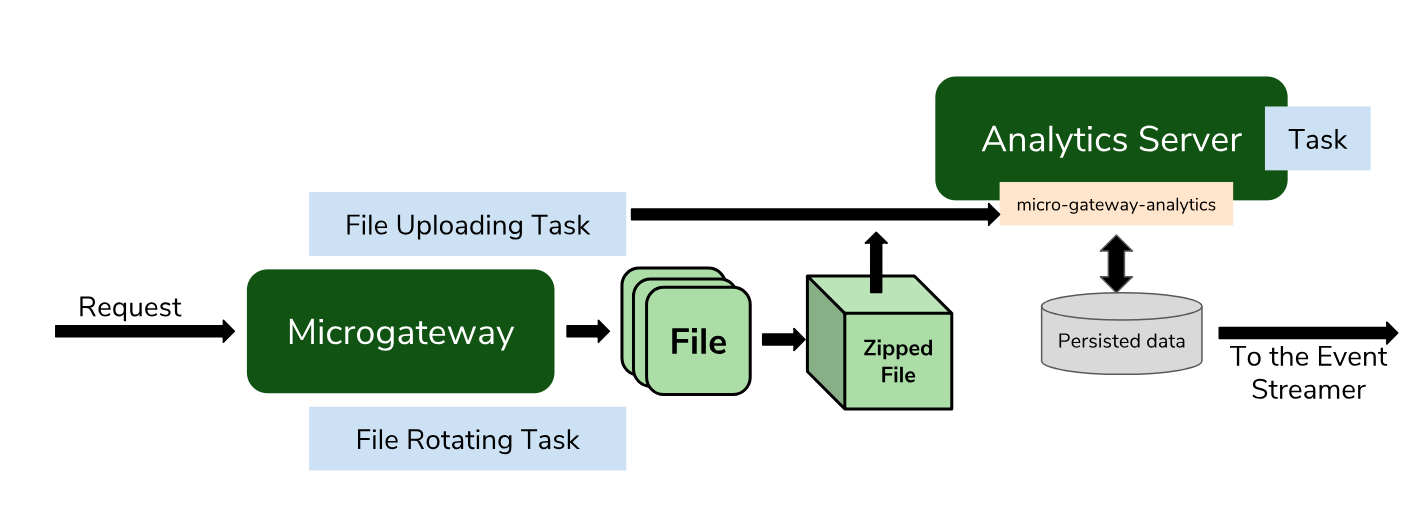 Analytics Server
Task
micro-gateway-analytics
File Uploading Task
Request
Microgateway
File
Zipped
File
Persisted data
To the Event
Streamer
File Rotating Task